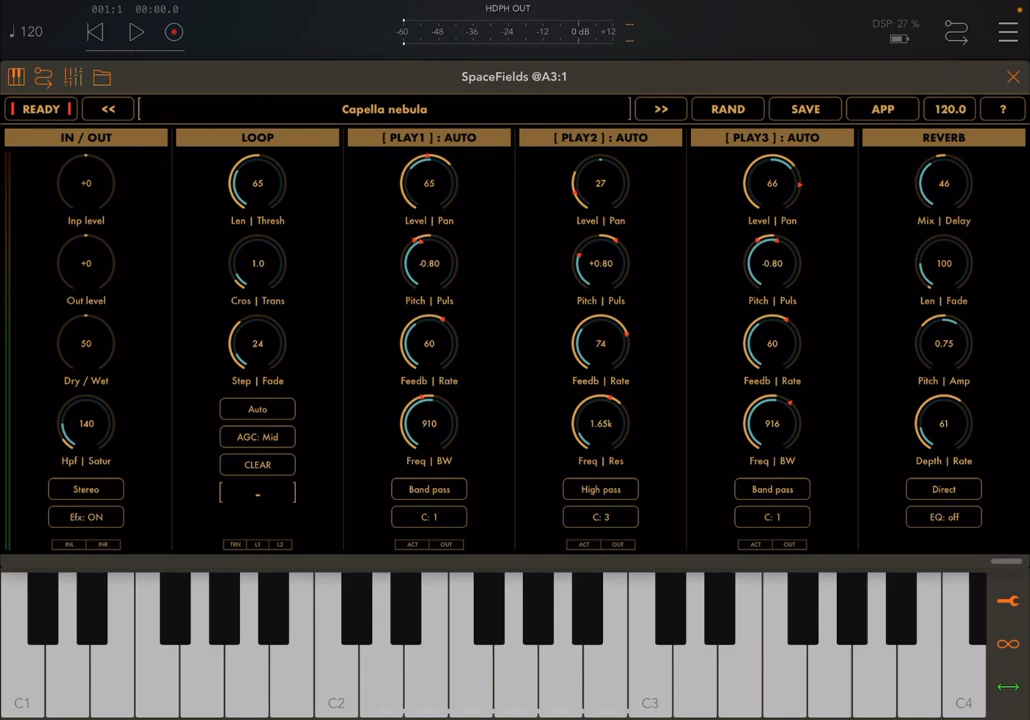 001:1 00:00.0
HDPH OUT
♩120
-60 -48 -36 -24 -12 0 dB +12
DSP: 27 %
SpaceFields @A3:1
READY << Capella nebula >> RAND SAVE APP 120.0 ?
IN / OUT LOOP [ PLAY1 ] : AUTO [ PLAY2 ] : AUTO [ PLAY3 ] : AUTO REVERB
+0 65 65 27 66 46
Inp level Len | Thresh Level | Pan Level | Pan Level | Pan Mix | Delay
+0 1.0 -0.80 +0.80 -0.80 100
Out level Cros | Trans Pitch | Puls Pitch | Puls Pitch | Puls Len | Fade
50 24 60 74 60 0.75
Dry / Wet Step | Fade Feedb | Rate Feedb | Rate Feedb | Rate Pitch | Amp
140 Auto 910 1.65k 916 61
AGC: Mid
Hpf | Satur CLEAR Freq | BW Freq | Res Freq | BW Depth | Rate
Stereo - Band pass High pass Band pass Direct
Efx: ON C: 1 C: 3 C: 1 EQ: off
INL INR TRN L1 L2 ACT OUT ACT OUT ACT OUT
C1 C2 C3 C4